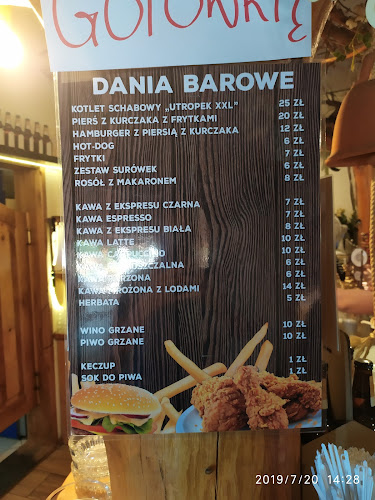 GOTÓWKĘ
DANIA BAROWE
KOTLET SCHABOWY „UTROPEK XXL" 25 ZŁ
PIERŚ Z KURCZAKA Z FRYTKAMI 20 ZŁ
HAMBURGER Z PIERSIĄ Z KURCZAKA 12 ZŁ
HOT-DOG 6 ZŁ
FRYTKI 7 ZŁ
ZESTAW SURÓWEK 6 ZŁ
ROSÓŁ Z MAKARONEM 8 ZŁ
KAWA Z EKSPRESU CZARNA 7 ZŁ
KAWA ESPRESSO 7 ZŁ
KAWA Z EKSPRESU BIAŁA 8 ZŁ
KAWA LATTE 10 ZŁ
KAWA CAPPUCCINO 10 ZŁ
6 ZŁ
ZŁ
KAWA MROŻONA Z LODAMI 14 ZŁ
HERBATA 5 ZŁ
WINO GRZANE 10 ZŁ
PIWO GRZANE 10 ZŁ
KECZUP 1 ZŁ
SOK DO PIWA 1 ZŁ
2019/7/20 14:28